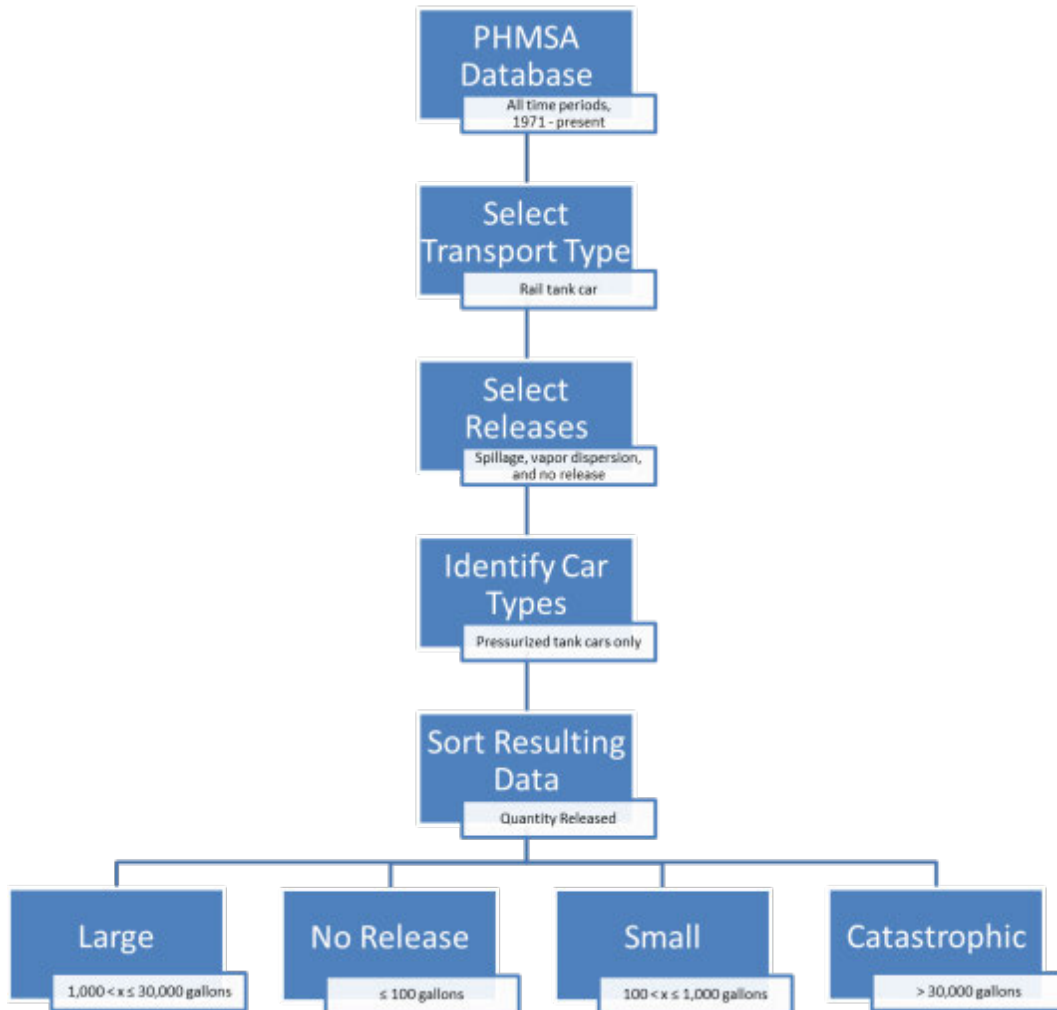 PHMSA
Database
All time periods,
1971 - present
Select
Transport Type
Rail tank car
Select
Releases
Spillage, vapor dispersion,
and no release
Identify Car
Types
Pressurized tank cars only
Sort Resulting
Data
Quantity Released
Large
1,000 < x ≤ 30,000 gallons
No Release
≤ 100 gallons
Small
100 < x ≤ 1,000 gallons
Catastrophic
> 30,000 gallons